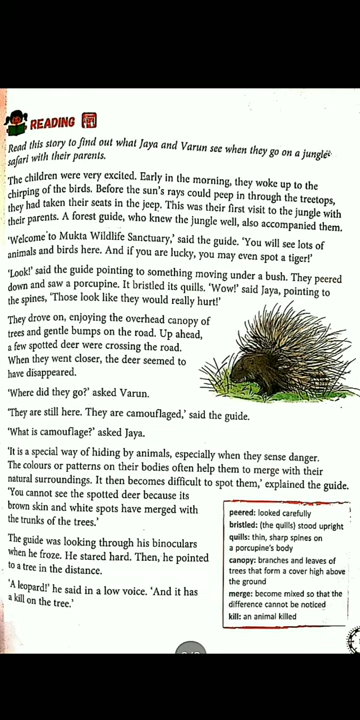 READING
Read this story to find out what Jaya and Varun see when they go on a jungle
safari with their parents.
The children were very excited. Early in the morning, they woke up to the
chirping of the birds. Before the sun's rays could peep in through the treetops,
they had taken their seats in the jeep. This was their first visit to the jungle with
their parents. A forest guide, who knew the jungle well, also accompanied them.
'Welcome to Mukta Wildlife Sanctuary,' said the guide. 'You will see lots of
animals and birds here. And if you are lucky, you may even spot a tiger!'
'Look!' said the guide pointing to something moving under a bush. They peered
down and saw a porcupine. It bristled its quills. 'Wow!' said Jaya, pointing to
the spines, 'Those look like they would really hurt!'
They drove on, enjoying the overhead canopy of
trees and gentle bumps on the road. Up ahead,
a few spotted deer were crossing the road.
When they went closer, the deer seemed to
have disappeared.
'Where did they go?' asked Varun.
'They are still here. They are camouflaged,' said the guide.
'What is camouflage?' asked Jaya.
'It is a special way of hiding by animals, especially when they sense danger.
The colours or patterns on their bodies often help them to merge with their
natural surroundings. It then becomes difficult to spot them,' explained the guide.
'You cannot see the spotted deer because its
brown skin and white spots have merged with
the trunks of the trees.'
The guide was looking through his binoculars
when he froze. He stared hard. Then, he pointed
to a tree in the distance.
'A leopard!' he said in a low voice. 'And it has
a kill on the tree.'
peered: looked carefully
bristled: (the quills) stood upright
quills: thin, sharp spines on
a porcupine's body
canopy: branches and leaves of
trees that form a cover high above
the ground
merge: become mixed so that the
difference cannot be noticed
kill: an animal killed